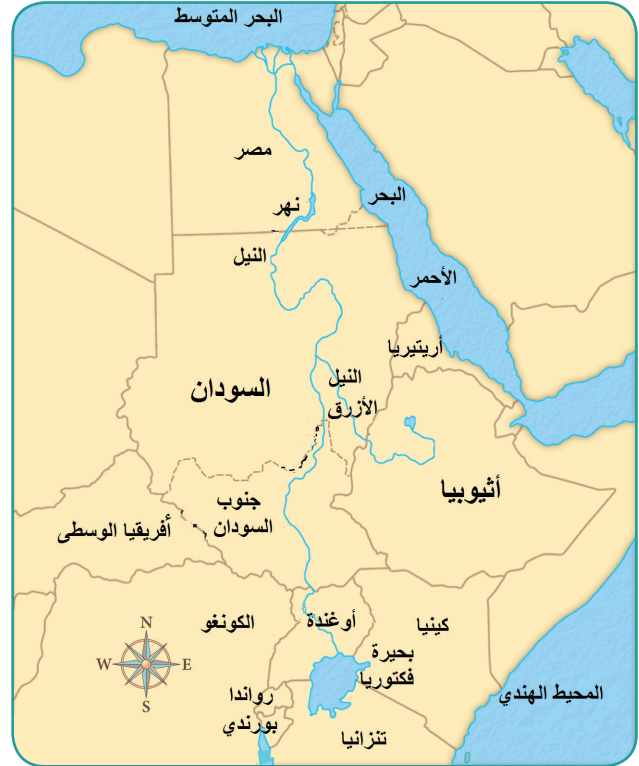 البحر المتوسط
مصر
نهر
النيل
البحر
الأحمر
أريتيريا
النيل
الأزرق
السودان
أثيوبيا
جنوب
السودان
أفريقيا الوسطى
الكونغو
أوغندة
كينيا
بحيرة
فكتوريا
رواندا
بورندي
تنزانيا
المحيط الهندي
N
W
E
S